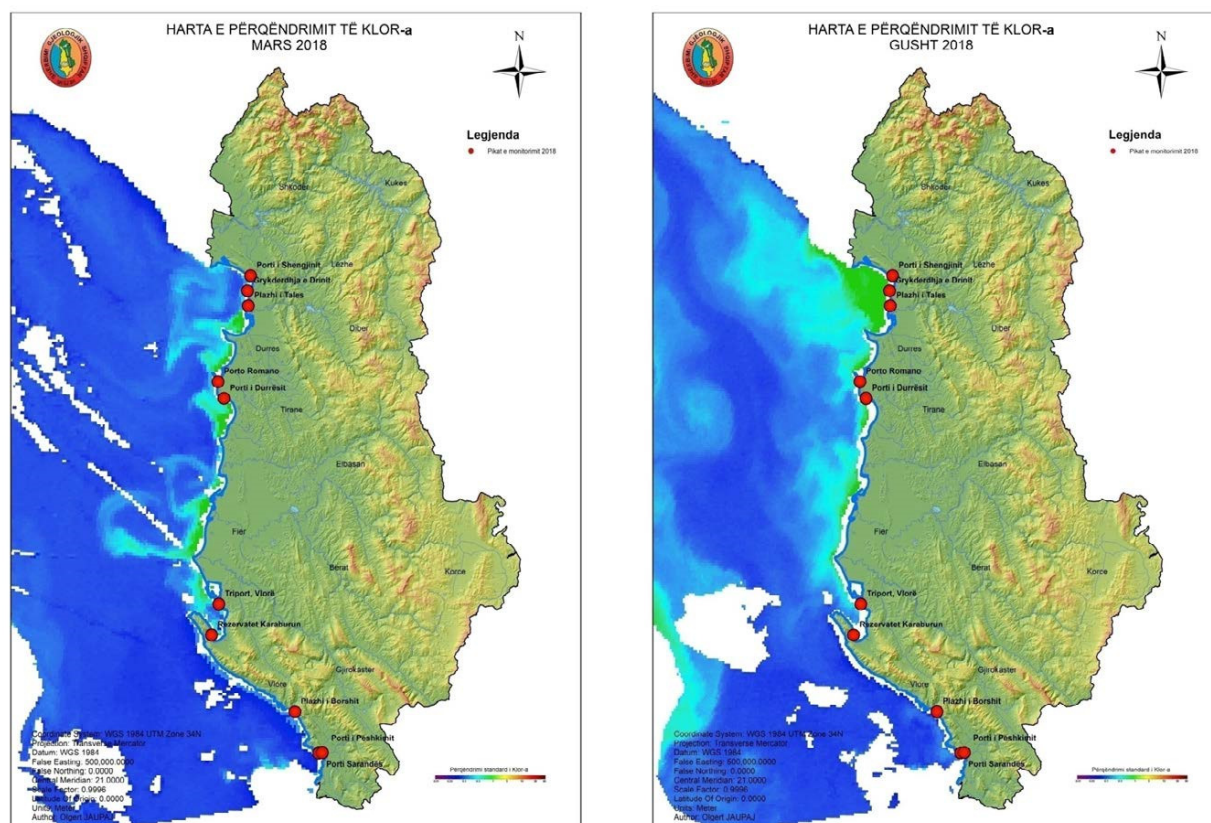 HARTA E PËRQËNDRIMIT TË KLOR-a
MARS 2018
N
Legjenda
Pikat e monitorimit 2018
Shkoder
Kukes
Porti i Shengjinit
Lezhe
Grykderdhja e Drinit
Plazhi i Tales
Diber
Durres
Porto Romano
Porti i Durrësit
Tirane
Elbasan
Fier
Berat
Korce
Triport, Vlorë
Rezervatet Karaburun
Gjirokaster
Vlore
Plazhi i Borshit
Porti i Peshkimit
Porti Sarandës
Coordinate System: WGS 1984 UTM Zone 34N
Projection: Transverse Mercator
Datum: WGS 1984
False Easting: 500,000.0000
False Northing: 0.0000
Central Meridian: 21.0000
Scale Factor: 0.9996
Latitude Of Origin: 0.0000
Units: Meter
Author: Olgert JAUPAJ
Përqëndrimi standard i Klor-a
HARTA E PËRQËNDRIMIT TË KLOR-a
GUSHT 2018
N
Legjenda
Pikat e monitorimit 2018
Shkoder
Kukes
Porti i Shengjinit
Lezhe
Grykderdhja e Drinit
Plazhi i Tales
Diber
Durres
Porto Romano
Porti i Durrësit
Tirane
Elbasan
Fier
Berat
Korce
Triport, Vlorë
Rezervatet Karaburun
Gjirokaster
Vlore
Plazhi i Borshit
Porti i Peshkimit
Porti Sarandës
Coordinate System: WGS 1984 UTM Zone 34N
Projection: Transverse Mercator
Datum: WGS 1984
False Easting: 500,000.0000
False Northing: 0.0000
Central Meridian: 21.0000
Scale Factor: 0.9996
Latitude Of Origin: 0.0000
Units: Meter
Author: Olgert JAUPAJ
Përqëndrimi standard i Klor-a